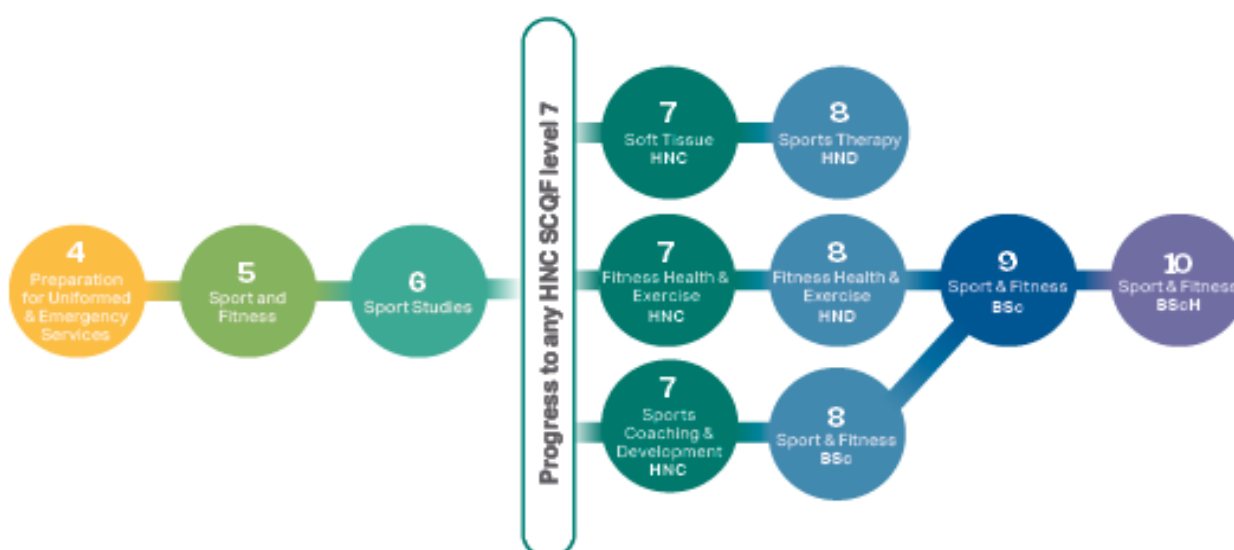 4
Preparation
for Uniformed
& Emergency
Services
5
Sport and
Fitness
6
Sport Studies
Progress to any HNC SCQF level 7
7
Soft Tissue
HNC
8
Sports Therapy
HND
7
Fitness Health &
Exercise
HNC
8
Fitness Health &
Exercise
HND
7
Sports
Coaching &
Development
HNC
8
Sport & Fitness
BSc
9
Sport & Fitness
BSc
10
Sport & Fitness
BScH